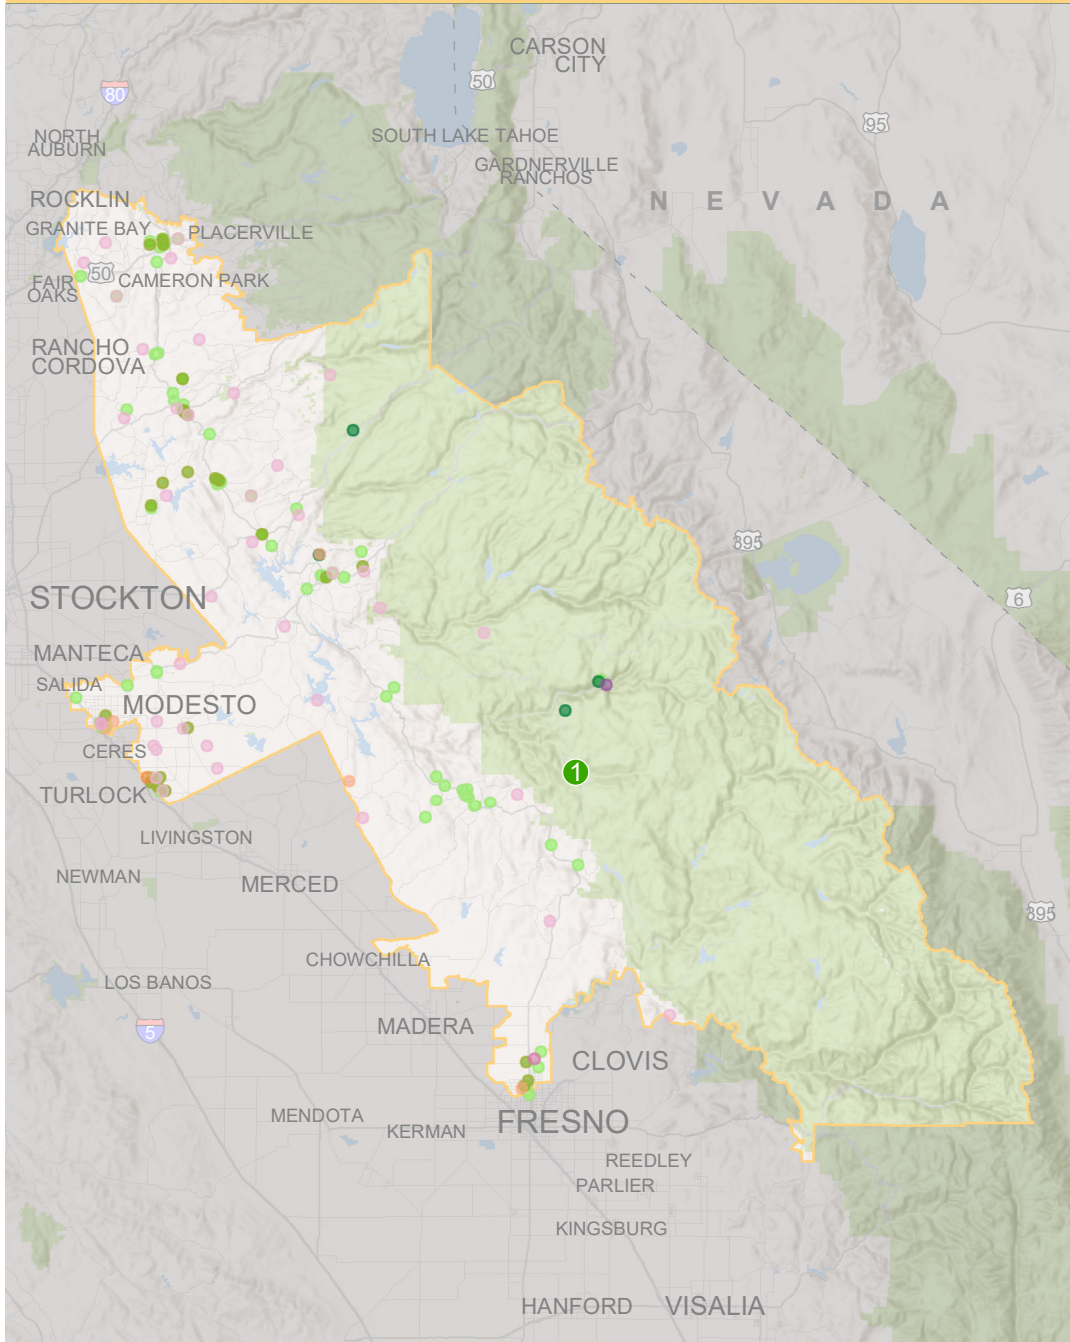 CARSON
CITY
50
80
95
NORTH
AUBURN
SOUTH LAKE TAHOE
GARDNERVILLE
RANCHOS
ROCKLIN
N E V A D A
GRANITE BAY
PLACERVILLE
50
FAIR
OAKS
CAMERON PARK
RANCHO
CORDOVA
395
STOCKTON
6
MANTECA
SALIDA
MODESTO
CERES
1
TURLOCK
LIVINGSTON
NEWMAN
MERCED
395
CHOWCHILLA
LOS BANOS
MADERA
5
CLOVIS
MENDOTA
KERMAN
FRESNO
REEDLEY
PARLIER
KINGSBURG
HANFORD
VISALIA